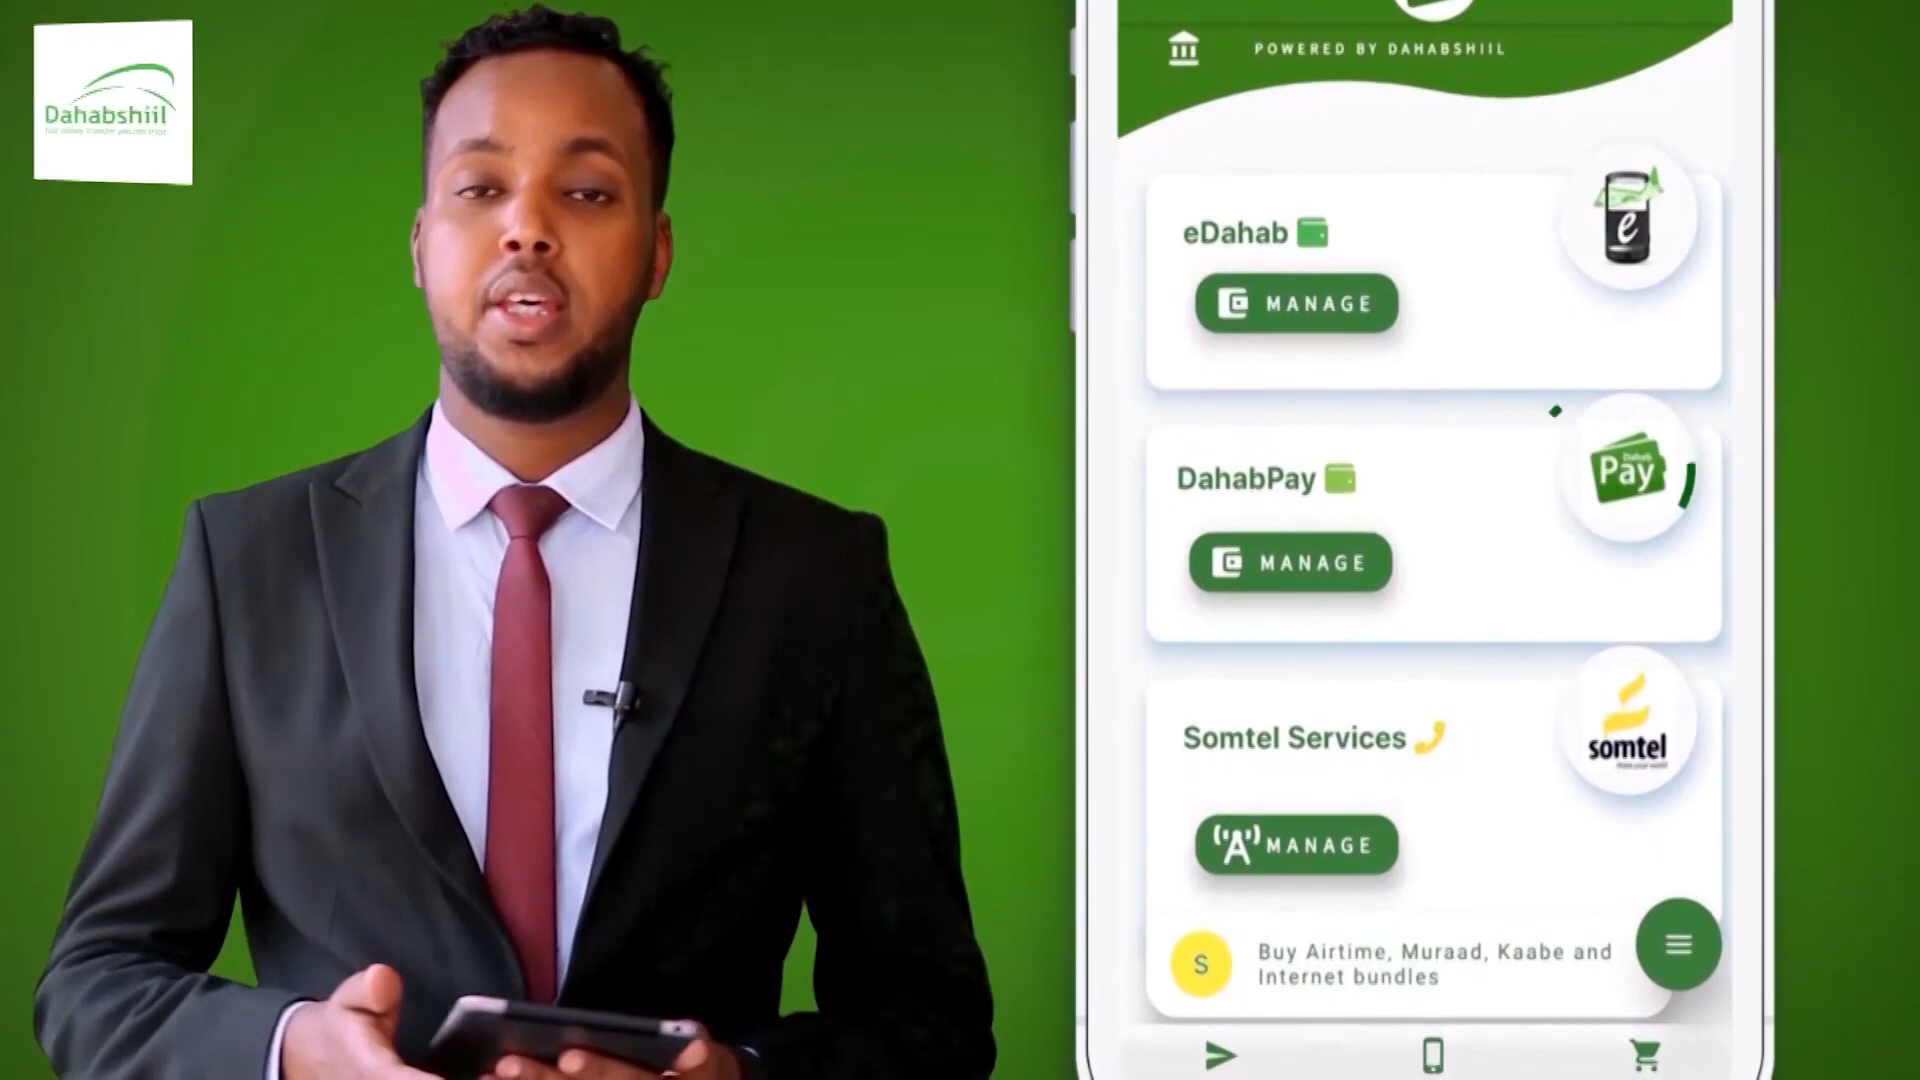 Dahabshiil
POWERED BY DAHABSHIIL
eDahab
e
MANAGE
DahabPay
Dahab
Pay
MANAGE
Somtel Services
somtel
MANAGE
S
Buy Airtime, Muraad, Kaabe and
Internet bundles